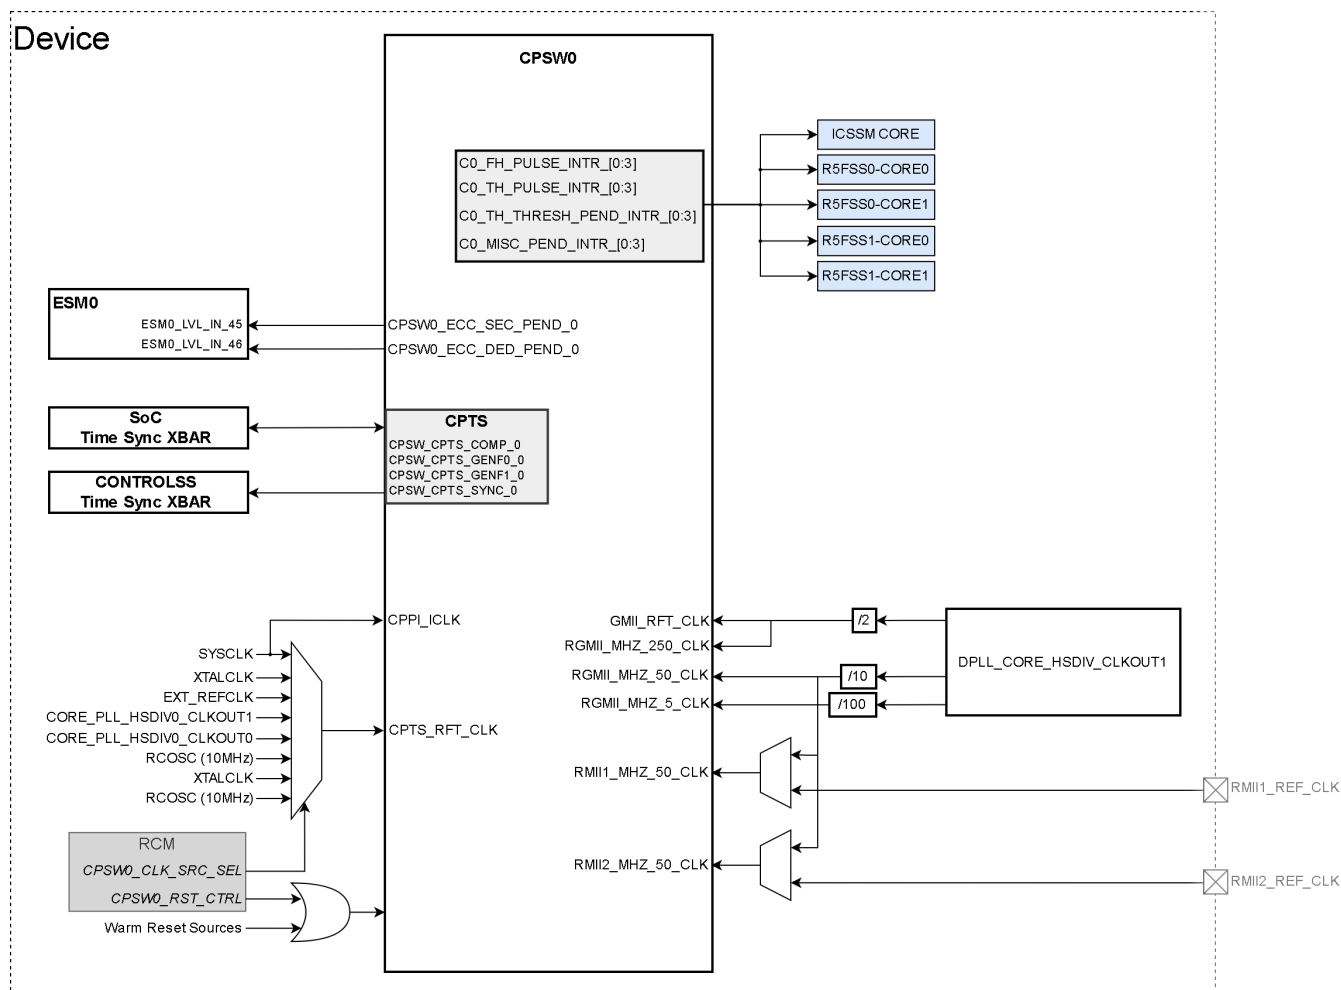 Device
CPSW0
C0_FH_PULSE_INTR_[0:3]
C0_TH_PULSE_INTR_[0:3]
C0_TH_THRESH_PEND_INTR_[0:3]
C0_MISC_PEND_INTR_[0:3]
ICSSM CORE
R5FSS0-CORE0
R5FSS0-CORE1
R5FSS1-CORE0
R5FSS1-CORE1
ESM0
ESM0_LVL_IN_45
ESM0_LVL_IN_46
CPSW0_ECC_SEC_PEND_0
CPSW0_ECC_DED_PEND_0
SoC
Time Sync XBAR
CONTROLSS
Time Sync XBAR
CPTS
CPSW_CPTS_COMP_0
CPSW_CPTS_GENF0_0
CPSW_CPTS_GENF1_0
CPSW_CPTS_SYNC_0
CPPI_ICLK
SYSCLK
XTALCLK
EXT_REFCLK
CORE_PLL_HSDIV0_CLKOUT1
CORE_PLL_HSDIV0_CLKOUT0
RCOSC (10MHz)
XTALCLK
RCOSC (10MHz)
CPTS_RFT_CLK
RCM
CPSW0_CLK_SRC_SEL
CPSW0_RST_CTRL
Warm Reset Sources
GMII_RFT_CLK
RGMII_MHZ_250_CLK
RGMII_MHZ_50_CLK
RGMII_MHZ_5_CLK
RMII1_MHZ_50_CLK
RMII2_MHZ_50_CLK
/2
/10
/100
DPLL_CORE_HSDIV_CLKOUT1
RMII1_REF_CLK
RMII2_REF_CLK